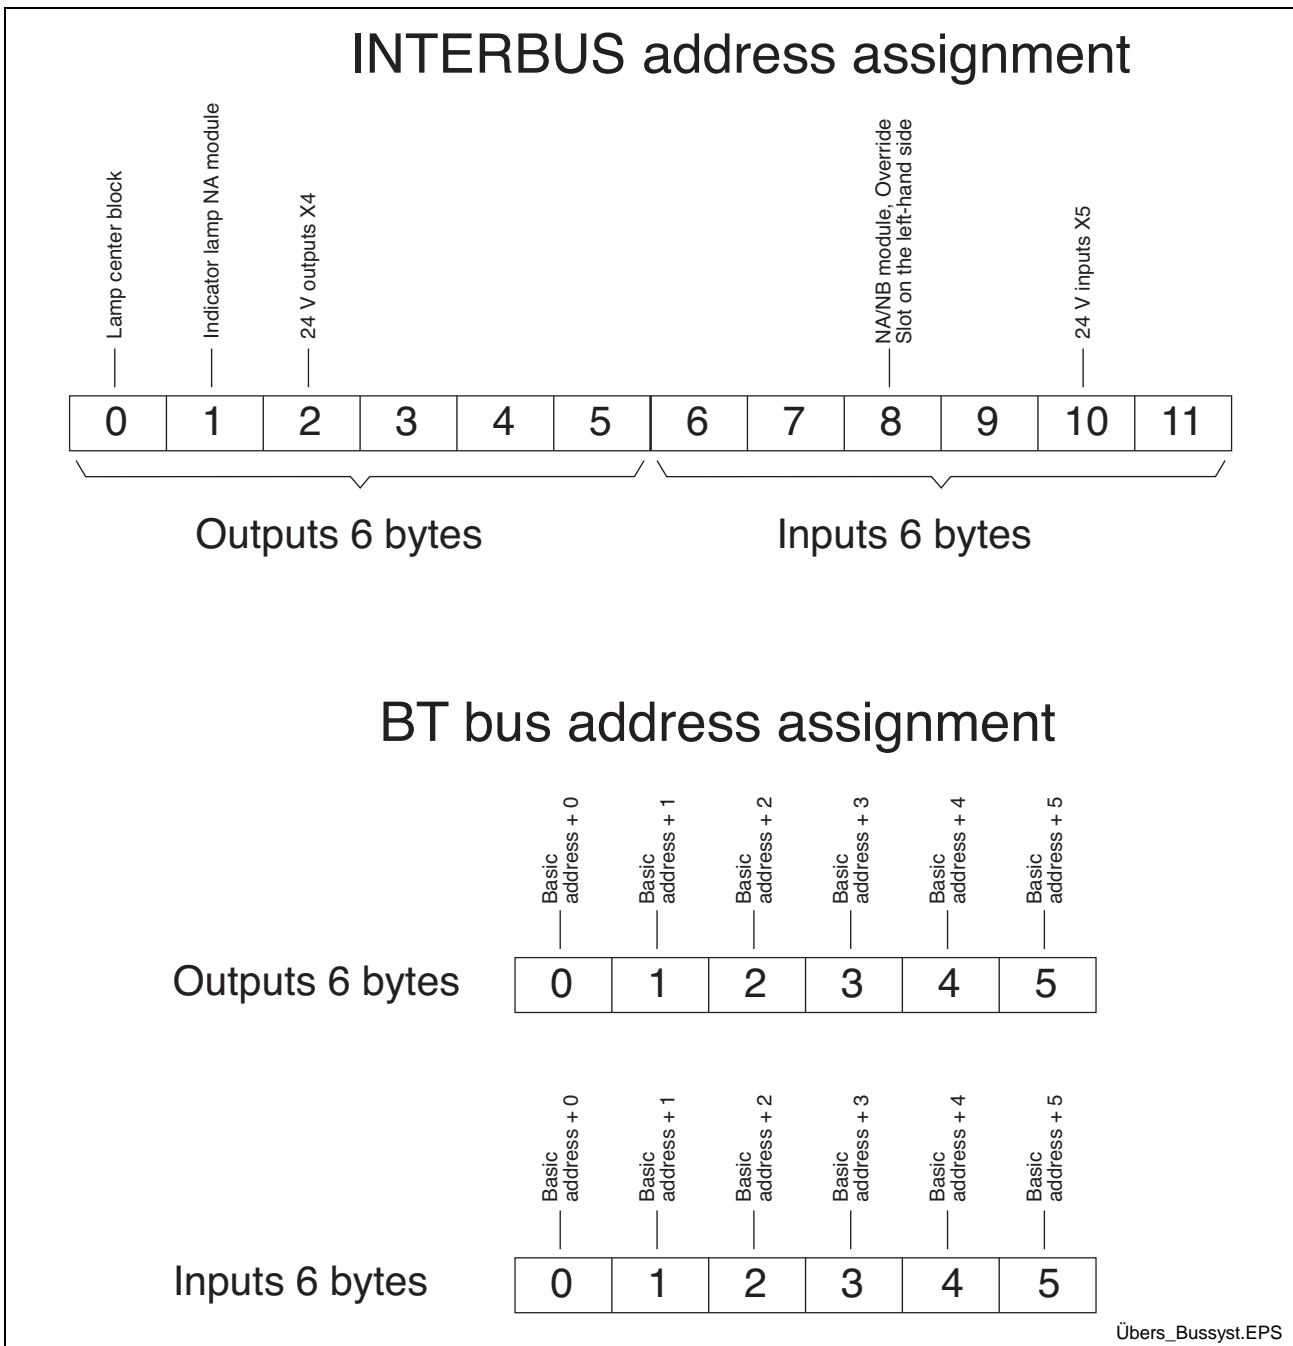 INTERBUS address assignment
Lamp center block
Indicator lamp NA module
24 V outputs X4
NA/NB module, Override
Slot on the left-hand side
24 V inputs X5
0 1 2 3 4 5 6 7 8 9 10 11
Outputs 6 bytes
Inputs 6 bytes
BT bus address assignment
Basic
address + 0
Basic
address + 1
Basic
address + 2
Basic
address + 3
Basic
address + 4
Basic
address + 5
Outputs 6 bytes
0 1 2 3 4 5
Basic
address + 0
Basic
address + 1
Basic
address + 2
Basic
address + 3
Basic
address + 4
Basic
address + 5
Inputs 6 bytes
0 1 2 3 4 5
Übers_Bussyst.EPS